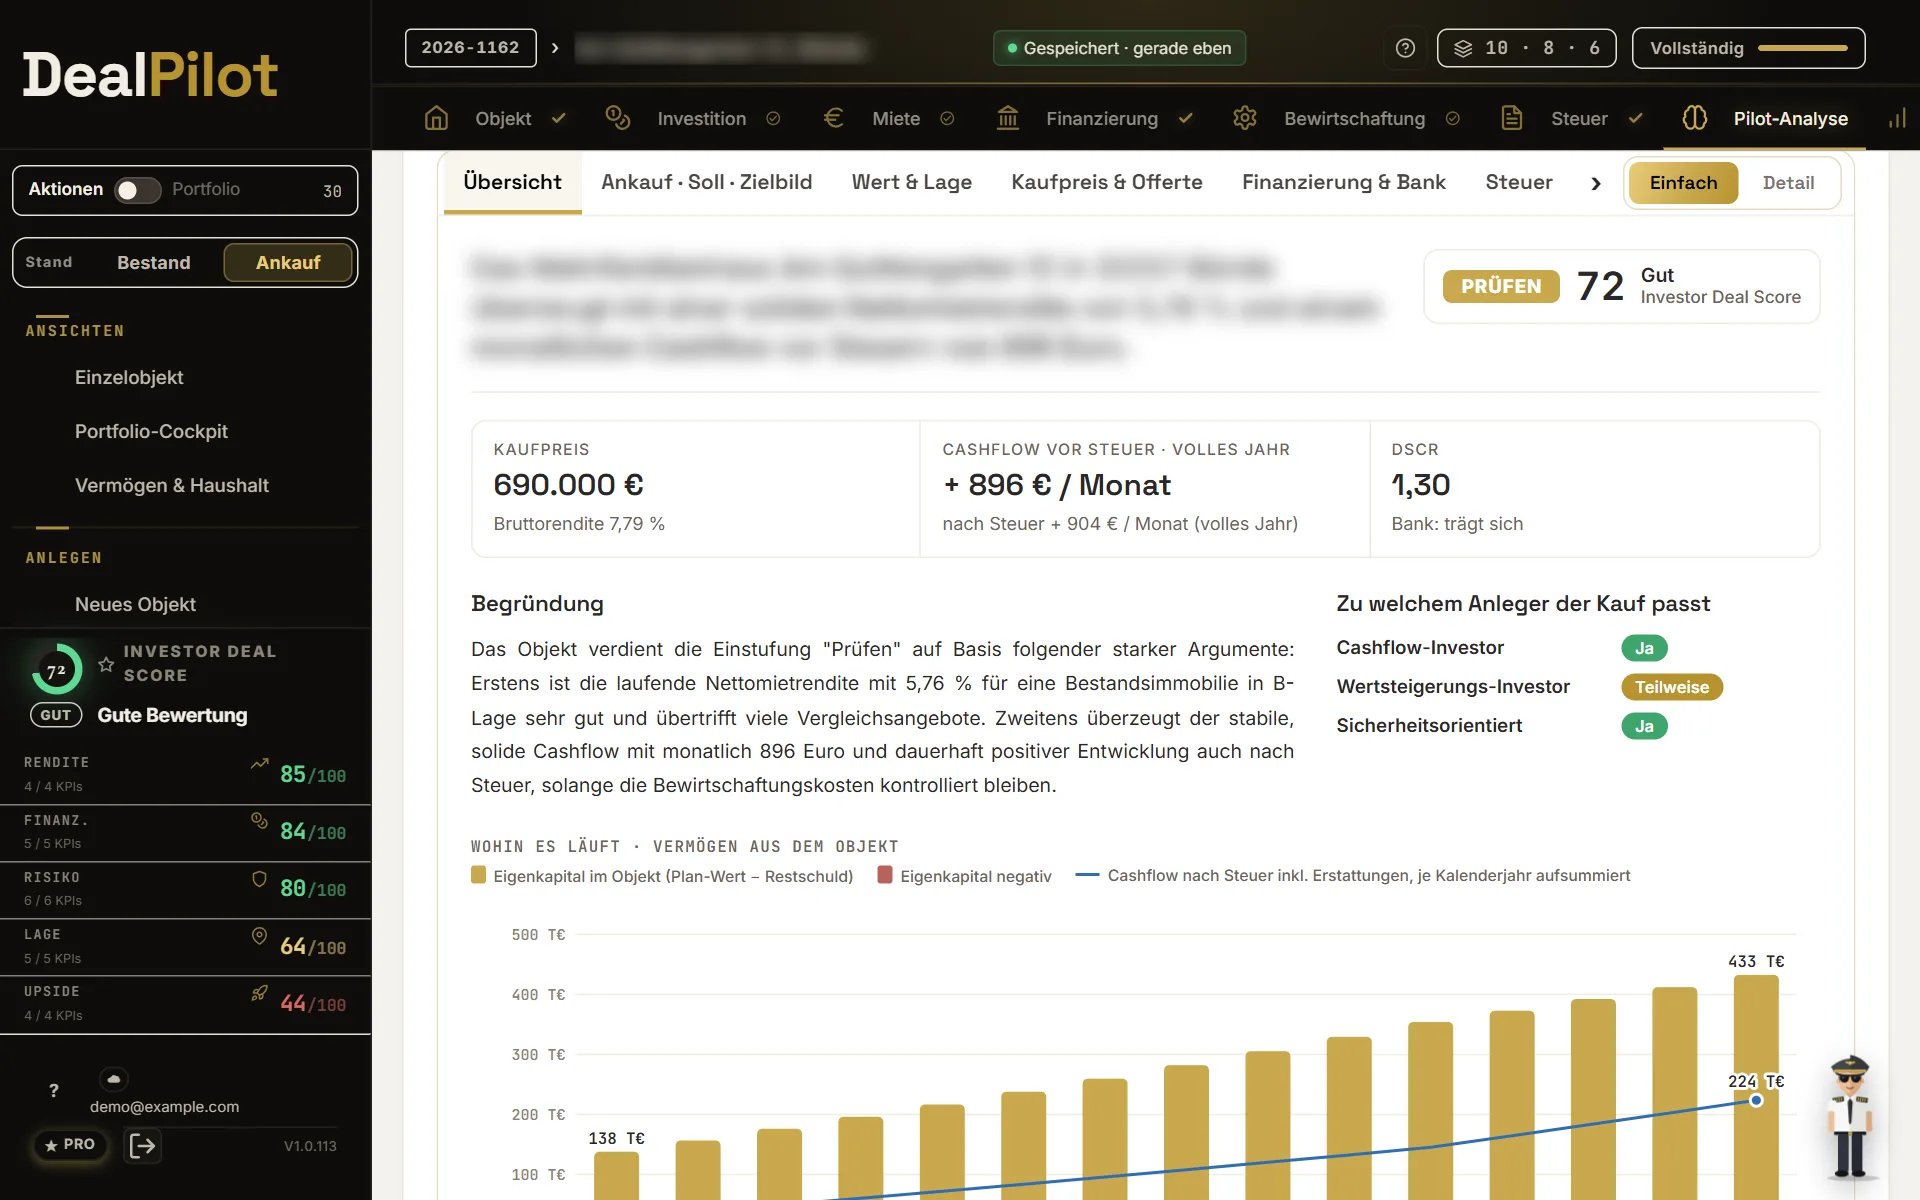 DealPilot
2026-1162 ›
Gespeichert · gerade eben
10 · 8 · 6
Vollständig
Objekt
Investition
Miete
Finanzierung
Bewirtschaftung
Steuer
Pilot-Analyse
Aktionen
Portfolio
30
Stand
Bestand
Ankauf
ANSICHTEN
Einzelobjekt
Portfolio-Cockpit
Vermögen & Haushalt
ANLEGEN
Neues Objekt
72
INVESTOR DEAL
SCORE
GUT
Gute Bewertung
RENDITE
4 / 4 KPIs
85/100
FINANZ.
5 / 5 KPIs
84/100
RISIKO
6 / 6 KPIs
80/100
LAGE
5 / 5 KPIs
64/100
UPSIDE
4 / 4 KPIs
44/100
?
demo@example.com
★ PRO
V1.0.113
Übersicht
Ankauf · Soll · Zielbild
Wert & Lage
Kaufpreis & Offerte
Finanzierung & Bank
Steuer
›
Einfach
Detail
PRÜFEN
72
Gut
Investor Deal Score
KAUFPREIS
690.000 €
Bruttorendite 7,79 %
CASHFLOW VOR STEUER · VOLLES JAHR
+ 896 € / Monat
nach Steuer + 904 € / Monat (volles Jahr)
DSCR
1,30
Bank: trägt sich
Begründung
Das Objekt verdient die Einstufung "Prüfen" auf Basis folgender starker Argumente:
Erstens ist die laufende Nettomietrendite mit 5,76 % für eine Bestandsimmobilie in B-
Lage sehr gut und übertrifft viele Vergleichsangebote. Zweitens überzeugt der stabile,
solide Cashflow mit monatlich 896 Euro und dauerhaft positiver Entwicklung auch nach
Steuer, solange die Bewirtschaftungskosten kontrolliert bleiben.
Zu welchem Anleger der Kauf passt
Cashflow-Investor
Ja
Wertsteigerungs-Investor
Teilweise
Sicherheitsorientiert
Ja
WOHIN ES LÄUFT · VERMÖGEN AUS DEM OBJEKT
Eigenkapital im Objekt (Plan-Wert – Restschuld)
Eigenkapital negativ
Cashflow nach Steuer inkl. Erstattungen, je Kalenderjahr aufsummiert
500 T€
400 T€
300 T€
200 T€
100 T€
138 T€
433 T€
224 T€